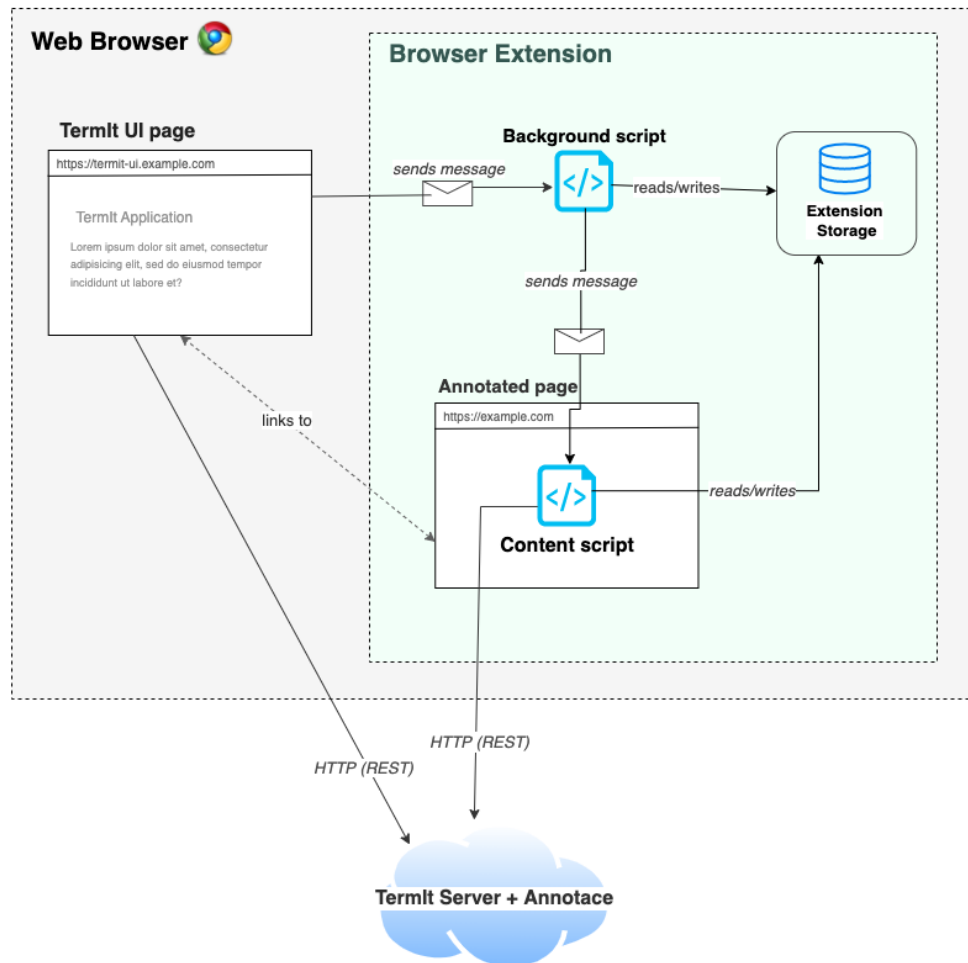 Web Browser
Browser Extension
TermIt UI page
https://termit-ui.example.com
TermIt Application
Lorem ipsum dolor sit amet, consectetur
adipisicing elit, sed do eiusmod tempor
incididunt ut labore et?
sends message
Background script
reads/writes
Extension
Storage
sends message
Annotated page
https://example.com
links to
reads/writes
Content script
HTTP (REST)
HTTP (REST)
TermIt Server + Annotace